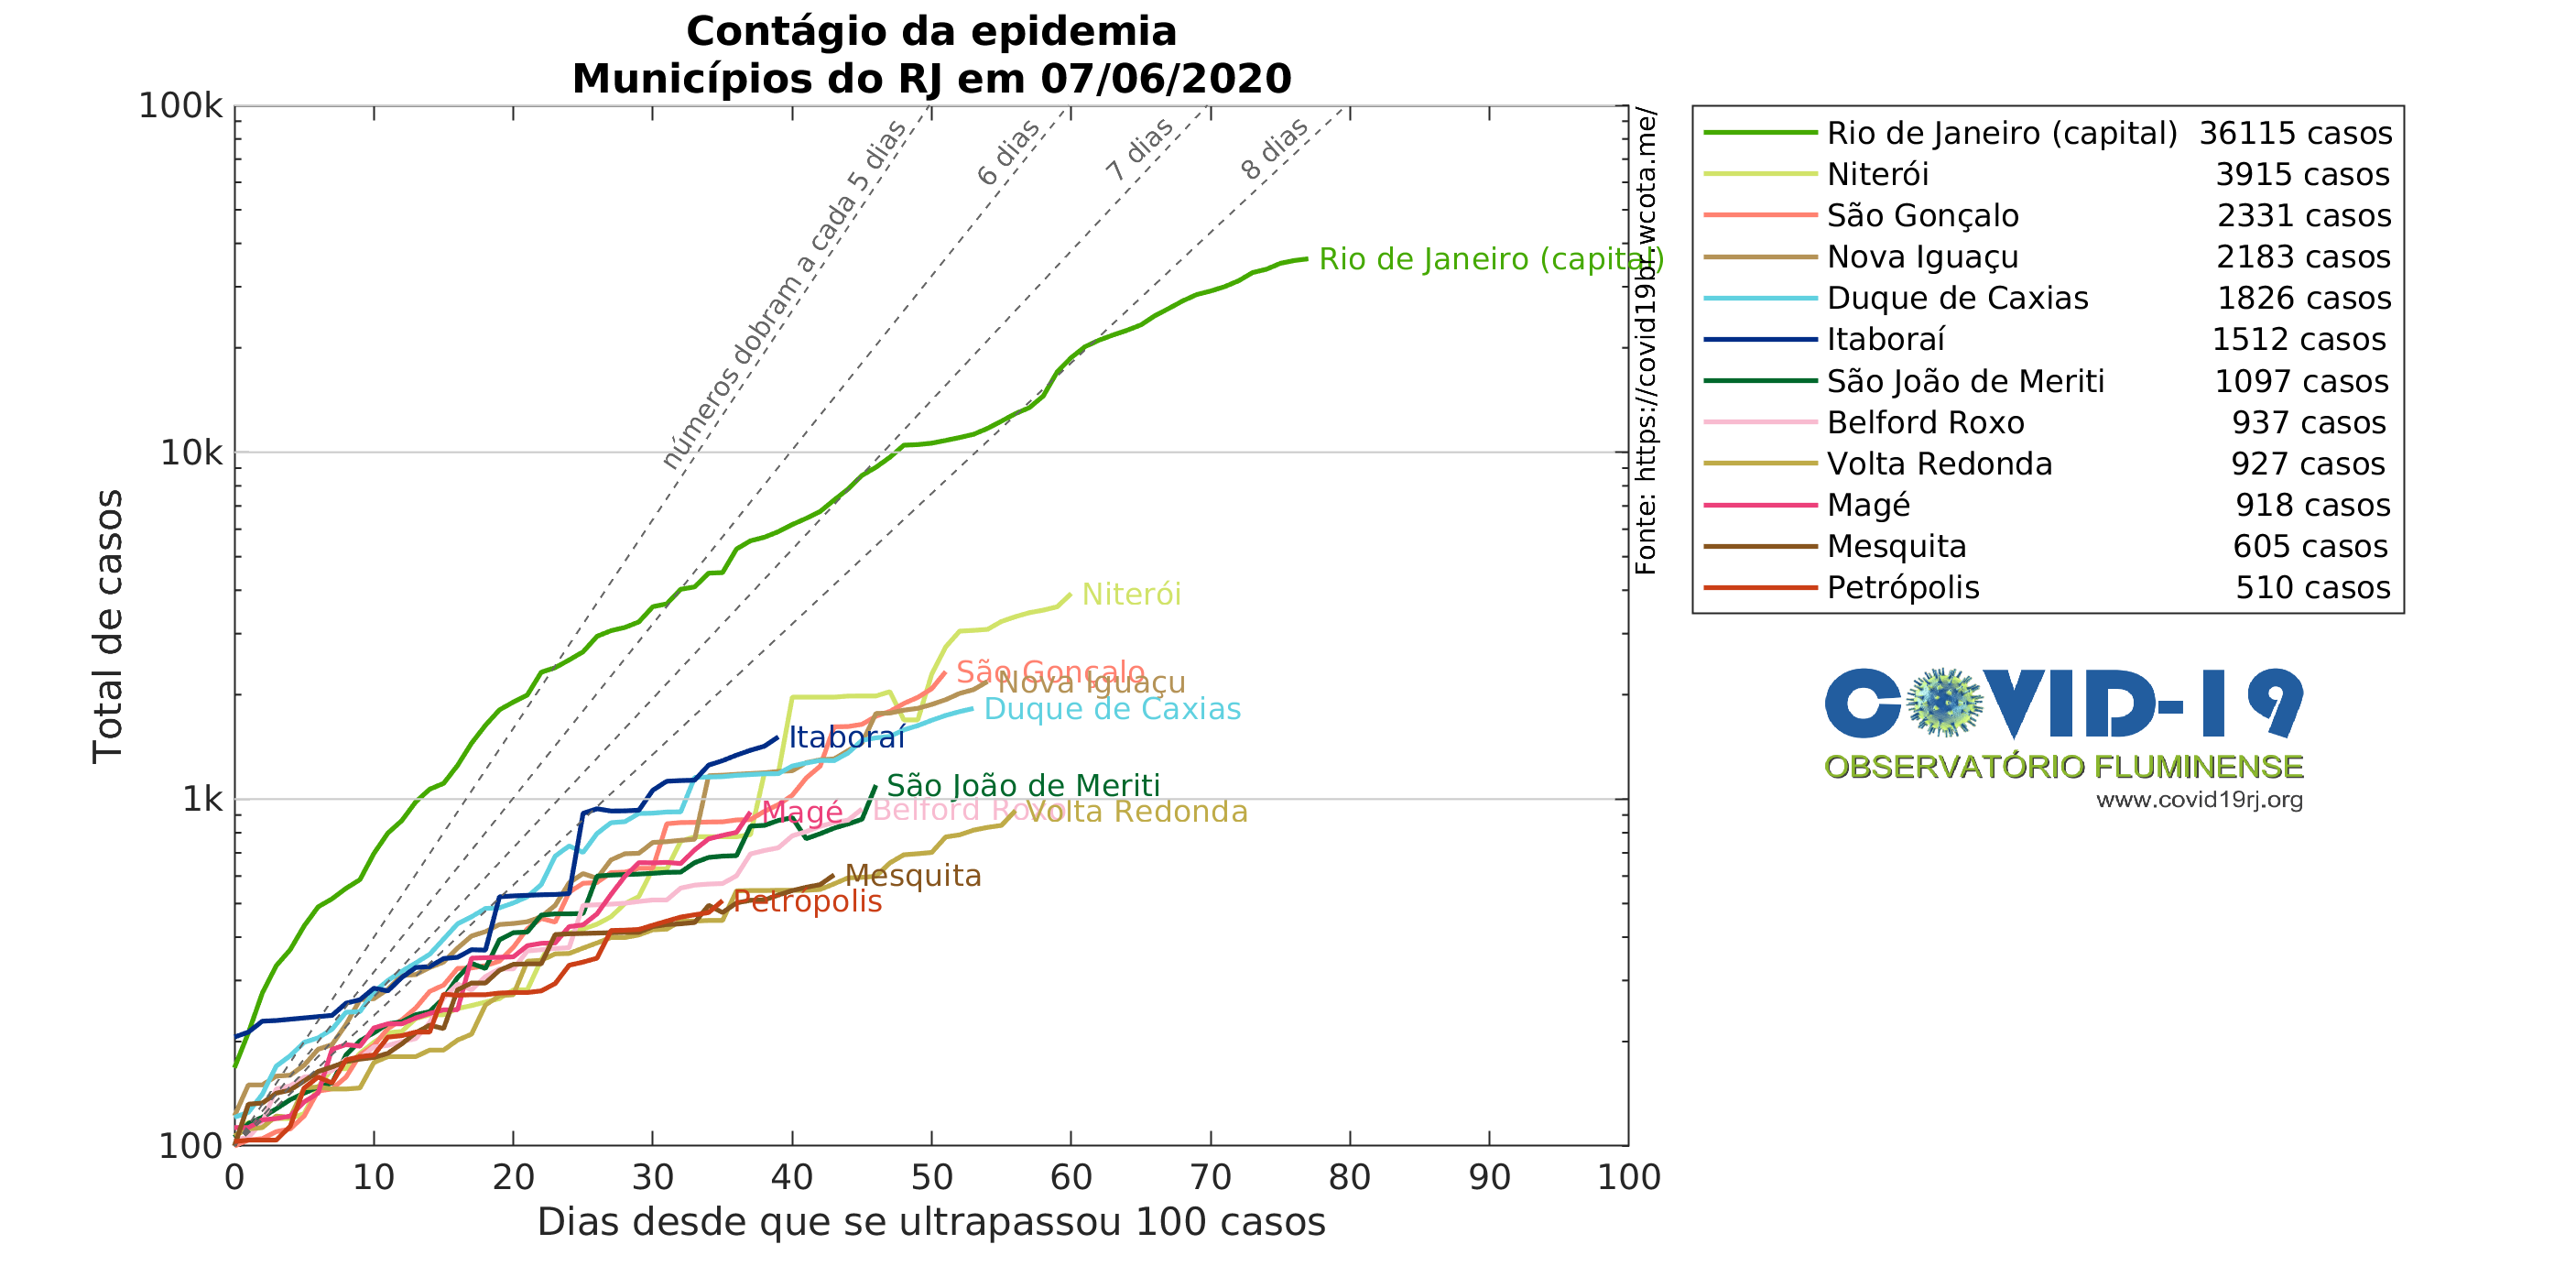 Contágio da epidemia
Municípios do RJ em 07/06/2020
100k
10k
1k
100
Total de casos
0 10 20 30 40 50 60 70 80 90 100
Dias desde que se ultrapassou 100 casos
números dobram a cada 5 dias
6 dias
7 dias
8 dias
Rio de Janeiro (capital)
Niterói
São Gonçalo
Nova Iguaçu
Duque de Caxias
Itaboraí
São João de Meriti
Magé
Belford Roxo
Volta Redonda
Mesquita
Petrópolis
Fonte: https://covid19br.wcota.me/
Rio de Janeiro (capital) 36115 casos
Niterói 3915 casos
São Gonçalo 2331 casos
Nova Iguaçu 2183 casos
Duque de Caxias 1826 casos
Itaboraí 1512 casos
São João de Meriti 1097 casos
Belford Roxo 937 casos
Volta Redonda 927 casos
Magé 918 casos
Mesquita 605 casos
Petrópolis 510 casos
COVID-19
OBSERVATÓRIO FLUMINENSE
www.covid19rj.org